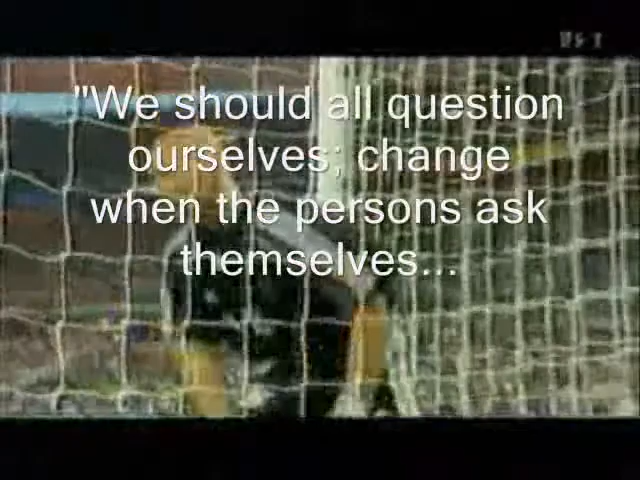 "We should all question
ourselves; change
when the persons ask
themselves...